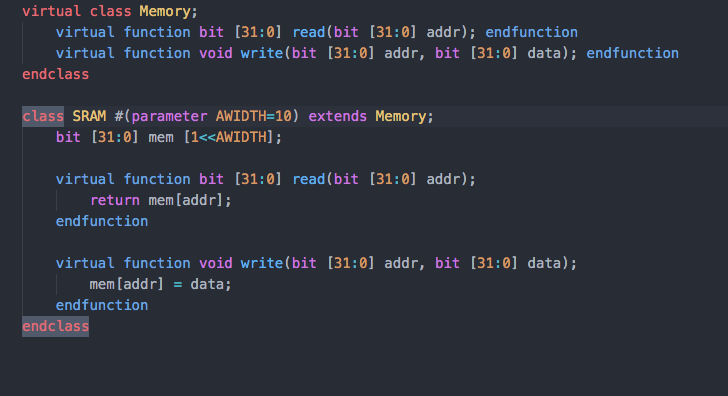 virtual class Memory;
    virtual function bit [31:0] read(bit [31:0] addr); endfunction
    virtual function void write(bit [31:0] addr, bit [31:0] data); endfunction
endclass

class SRAM #(parameter AWIDTH=10) extends Memory;
    bit [31:0] mem [1<<AWIDTH];

    virtual function bit [31:0] read(bit [31:0] addr);
        return mem[addr];
    endfunction

    virtual function void write(bit [31:0] addr, bit [31:0] data);
        mem[addr] = data;
    endfunction
endclass